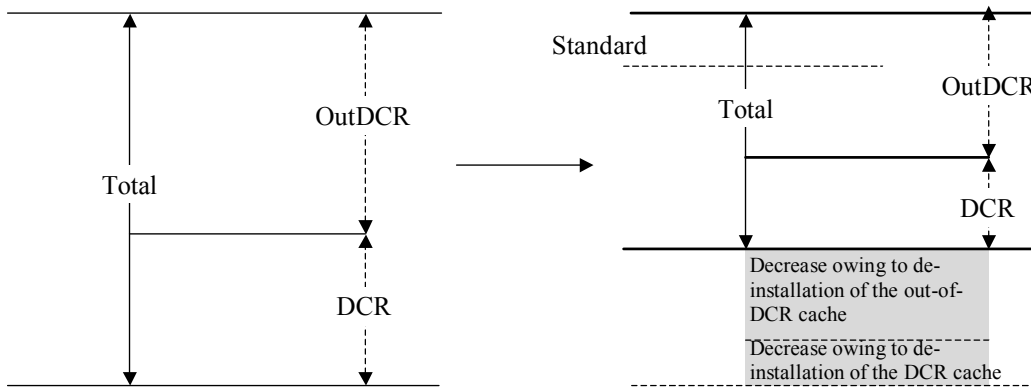 OutDCR
Total
DCR
Standard
OutDCR
Total
DCR
Decrease owing to de-
installation of the out-of-
DCR cache
Decrease owing to de-
installation of the DCR cache